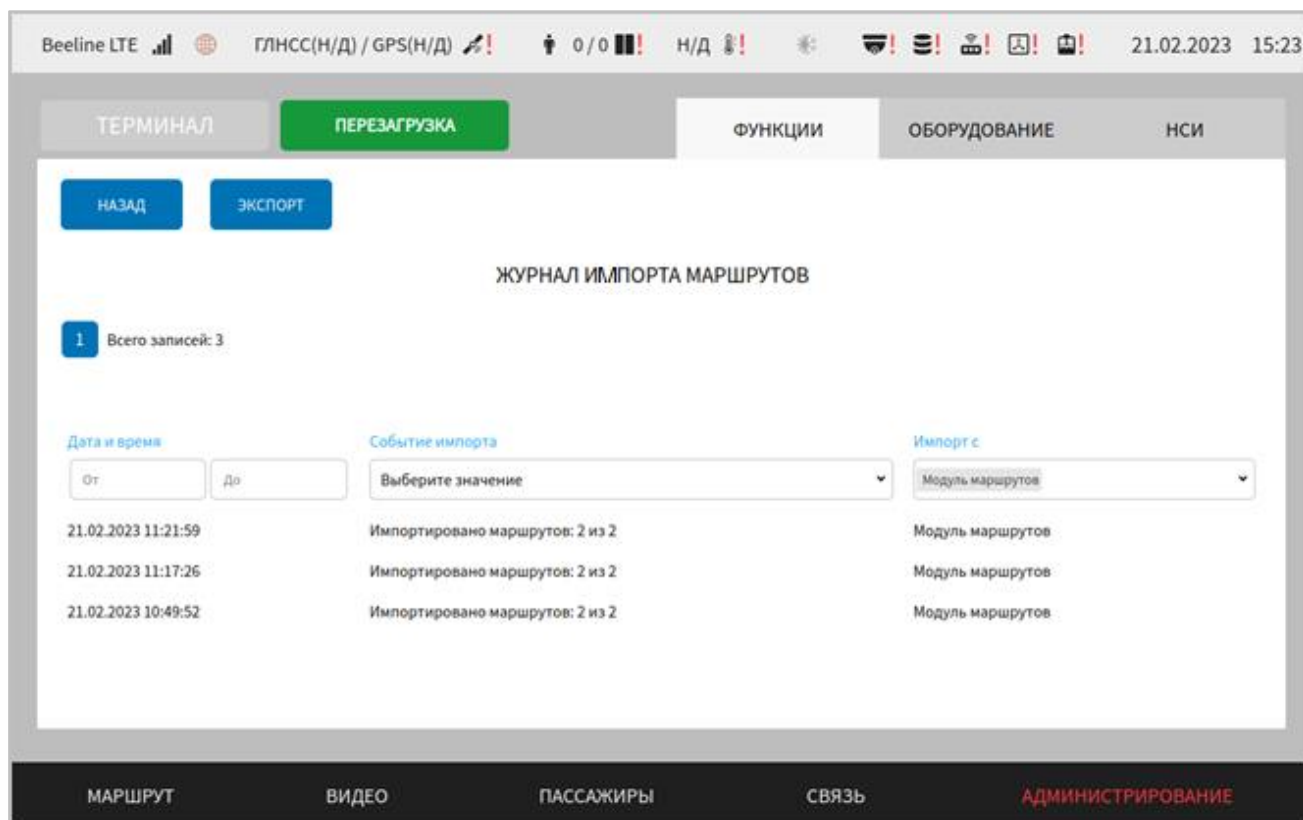 Beeline LTE ГЛНСС(Н/Д) / GPS(Н/Д) ! 0 / 0 ! Н/Д ! ! ! ! ! ! 21.02.2023 15:23
ТЕРМИНАЛ ПЕРЕЗАГРУЗКА ФУНКЦИИ ОБОРУДОВАНИЕ НСИ
НАЗАД ЭКСПОРТ
ЖУРНАЛ ИМПОРТА МАРШРУТОВ
1 Всего записей: 3
Дата и время Событие импорта Импорт с
От До Выберите значение Модуль маршрутов
21.02.2023 11:21:59 Импортировано маршрутов: 2 из 2 Модуль маршрутов
21.02.2023 11:17:26 Импортировано маршрутов: 2 из 2 Модуль маршрутов
21.02.2023 10:49:52 Импортировано маршрутов: 2 из 2 Модуль маршрутов
МАРШРУТ ВИДЕО ПАССАЖИРЫ СВЯЗЬ АДМИНИСТРИРОВАНИЕ